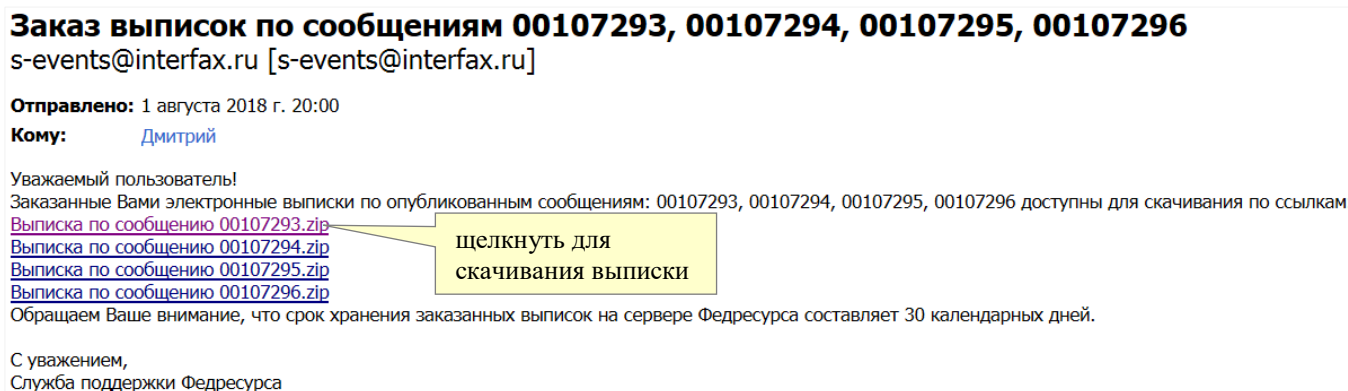 Заказ выписок по сообщениям 00107293, 00107294, 00107295, 00107296
s-events@interfax.ru [s-events@interfax.ru]
Отправлено: 1 августа 2018 г. 20:00
Кому: Дмитрий
Уважаемый пользователь!
Заказанные Вами электронные выписки по опубликованным сообщениям: 00107293, 00107294, 00107295, 00107296 доступны для скачивания по ссылкам
Выписка по сообщению 00107293.zip
Выписка по сообщению 00107294.zip
Выписка по сообщению 00107295.zip
Выписка по сообщению 00107296.zip
щелкнуть для
скачивания выписки
Обращаем Ваше внимание, что срок хранения заказанных выписок на сервере Федресурса составляет 30 календарных дней.
С уважением,
Служба поддержки Федресурса